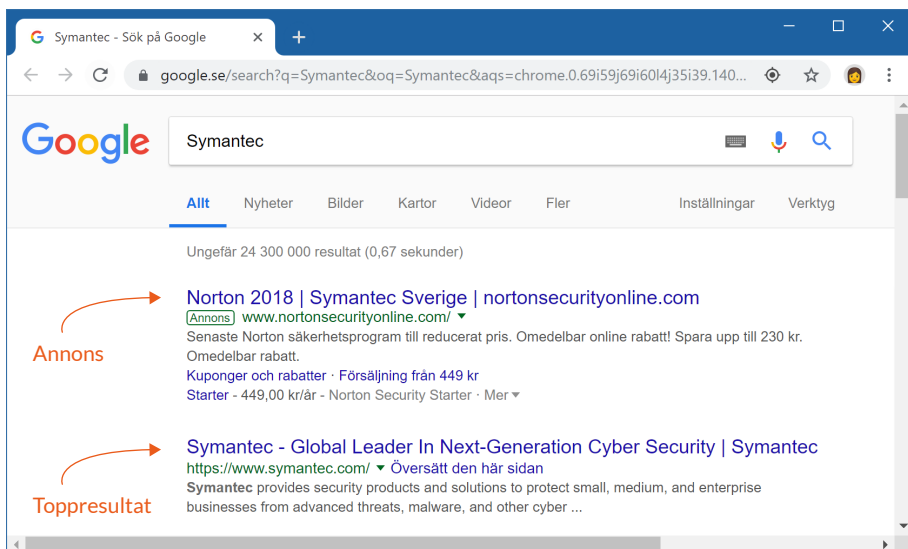 Symantec - Sök på Google
google.se/search?q=Symantec&oq=Symantec&aqs=chrome.0.69i59j69i60l4j35i39.140...
Google
Symantec
Allt Nyheter Bilder Kartor Videor Fler Inställningar Verktyg
Ungefär 24 300 000 resultat (0,67 sekunder)
Norton 2018 | Symantec Sverige | nortonsecurityonline.com
Annons www.nortonsecurityonline.com/
Senaste Norton säkerhetsprogram till reducerat pris. Omedelbar online rabatt! Spara upp till 230 kr.
Omedelbar rabatt.
Kuponger och rabatter · Försäljning från 449 kr
Starter - 449,00 kr/år - Norton Security Starter · Mer
Annons
Symantec - Global Leader In Next-Generation Cyber Security | Symantec
https://www.symantec.com/ Översätt den här sidan
Symantec provides security products and solutions to protect small, medium, and enterprise
businesses from advanced threats, malware, and other cyber ...
Toppresultat